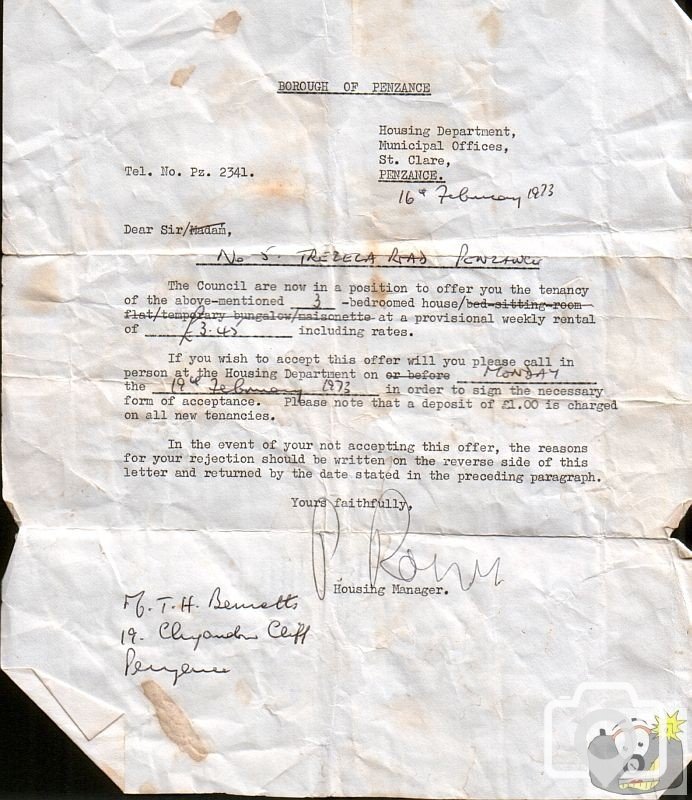 BOROUGH OF PENZANCE
Housing Department,
Municipal Offices,
St. Clare,
Tel. No. Pz. 2341.
PENZANCE.
16th February 1973
Dear Sir/Madam,
No 5. TREZELA ROAD PENZANCE
The Council are now in a position to offer you the tenancy
of the above-mentioned 3 -bedroomed house/bed-sitting-room
flat/temporary bungalow/maisonette at a provisional weekly rental
of £3.45 including rates.
If you wish to accept this offer will you please call in
person at the Housing Department on or before MONDAY
the 19th February 1973 in order to sign the necessary
form of acceptance. Please note that a deposit of £1.00 is charged
on all new tenancies.
In the event of your not accepting this offer, the reasons
for your rejection should be written on the reverse side of this
letter and returned by the date stated in the preceding paragraph.
Yours faithfully,
P
Housing Manager.
M. T.H. Bennetts
19. Chyandour Cliff
Penzance